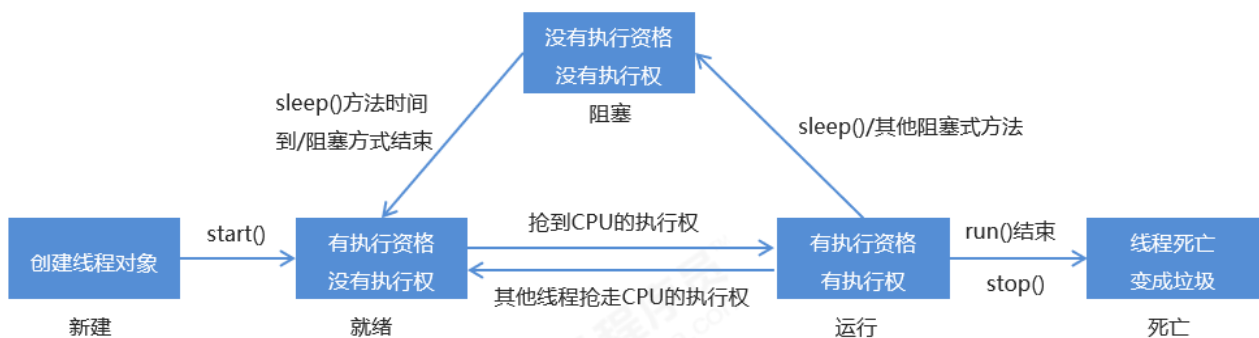 没有执行资格
没有执行权
阻塞
sleep()方法时间
到/阻塞方式结束
sleep()/其他阻塞式方法
创建线程对象
新建
start()
有执行资格
没有执行权
就绪
抢到CPU的执行权
其他线程抢走CPU的执行权
有执行资格
有执行权
运行
run()结束
stop()
线程死亡
变成垃圾
死亡
程序员